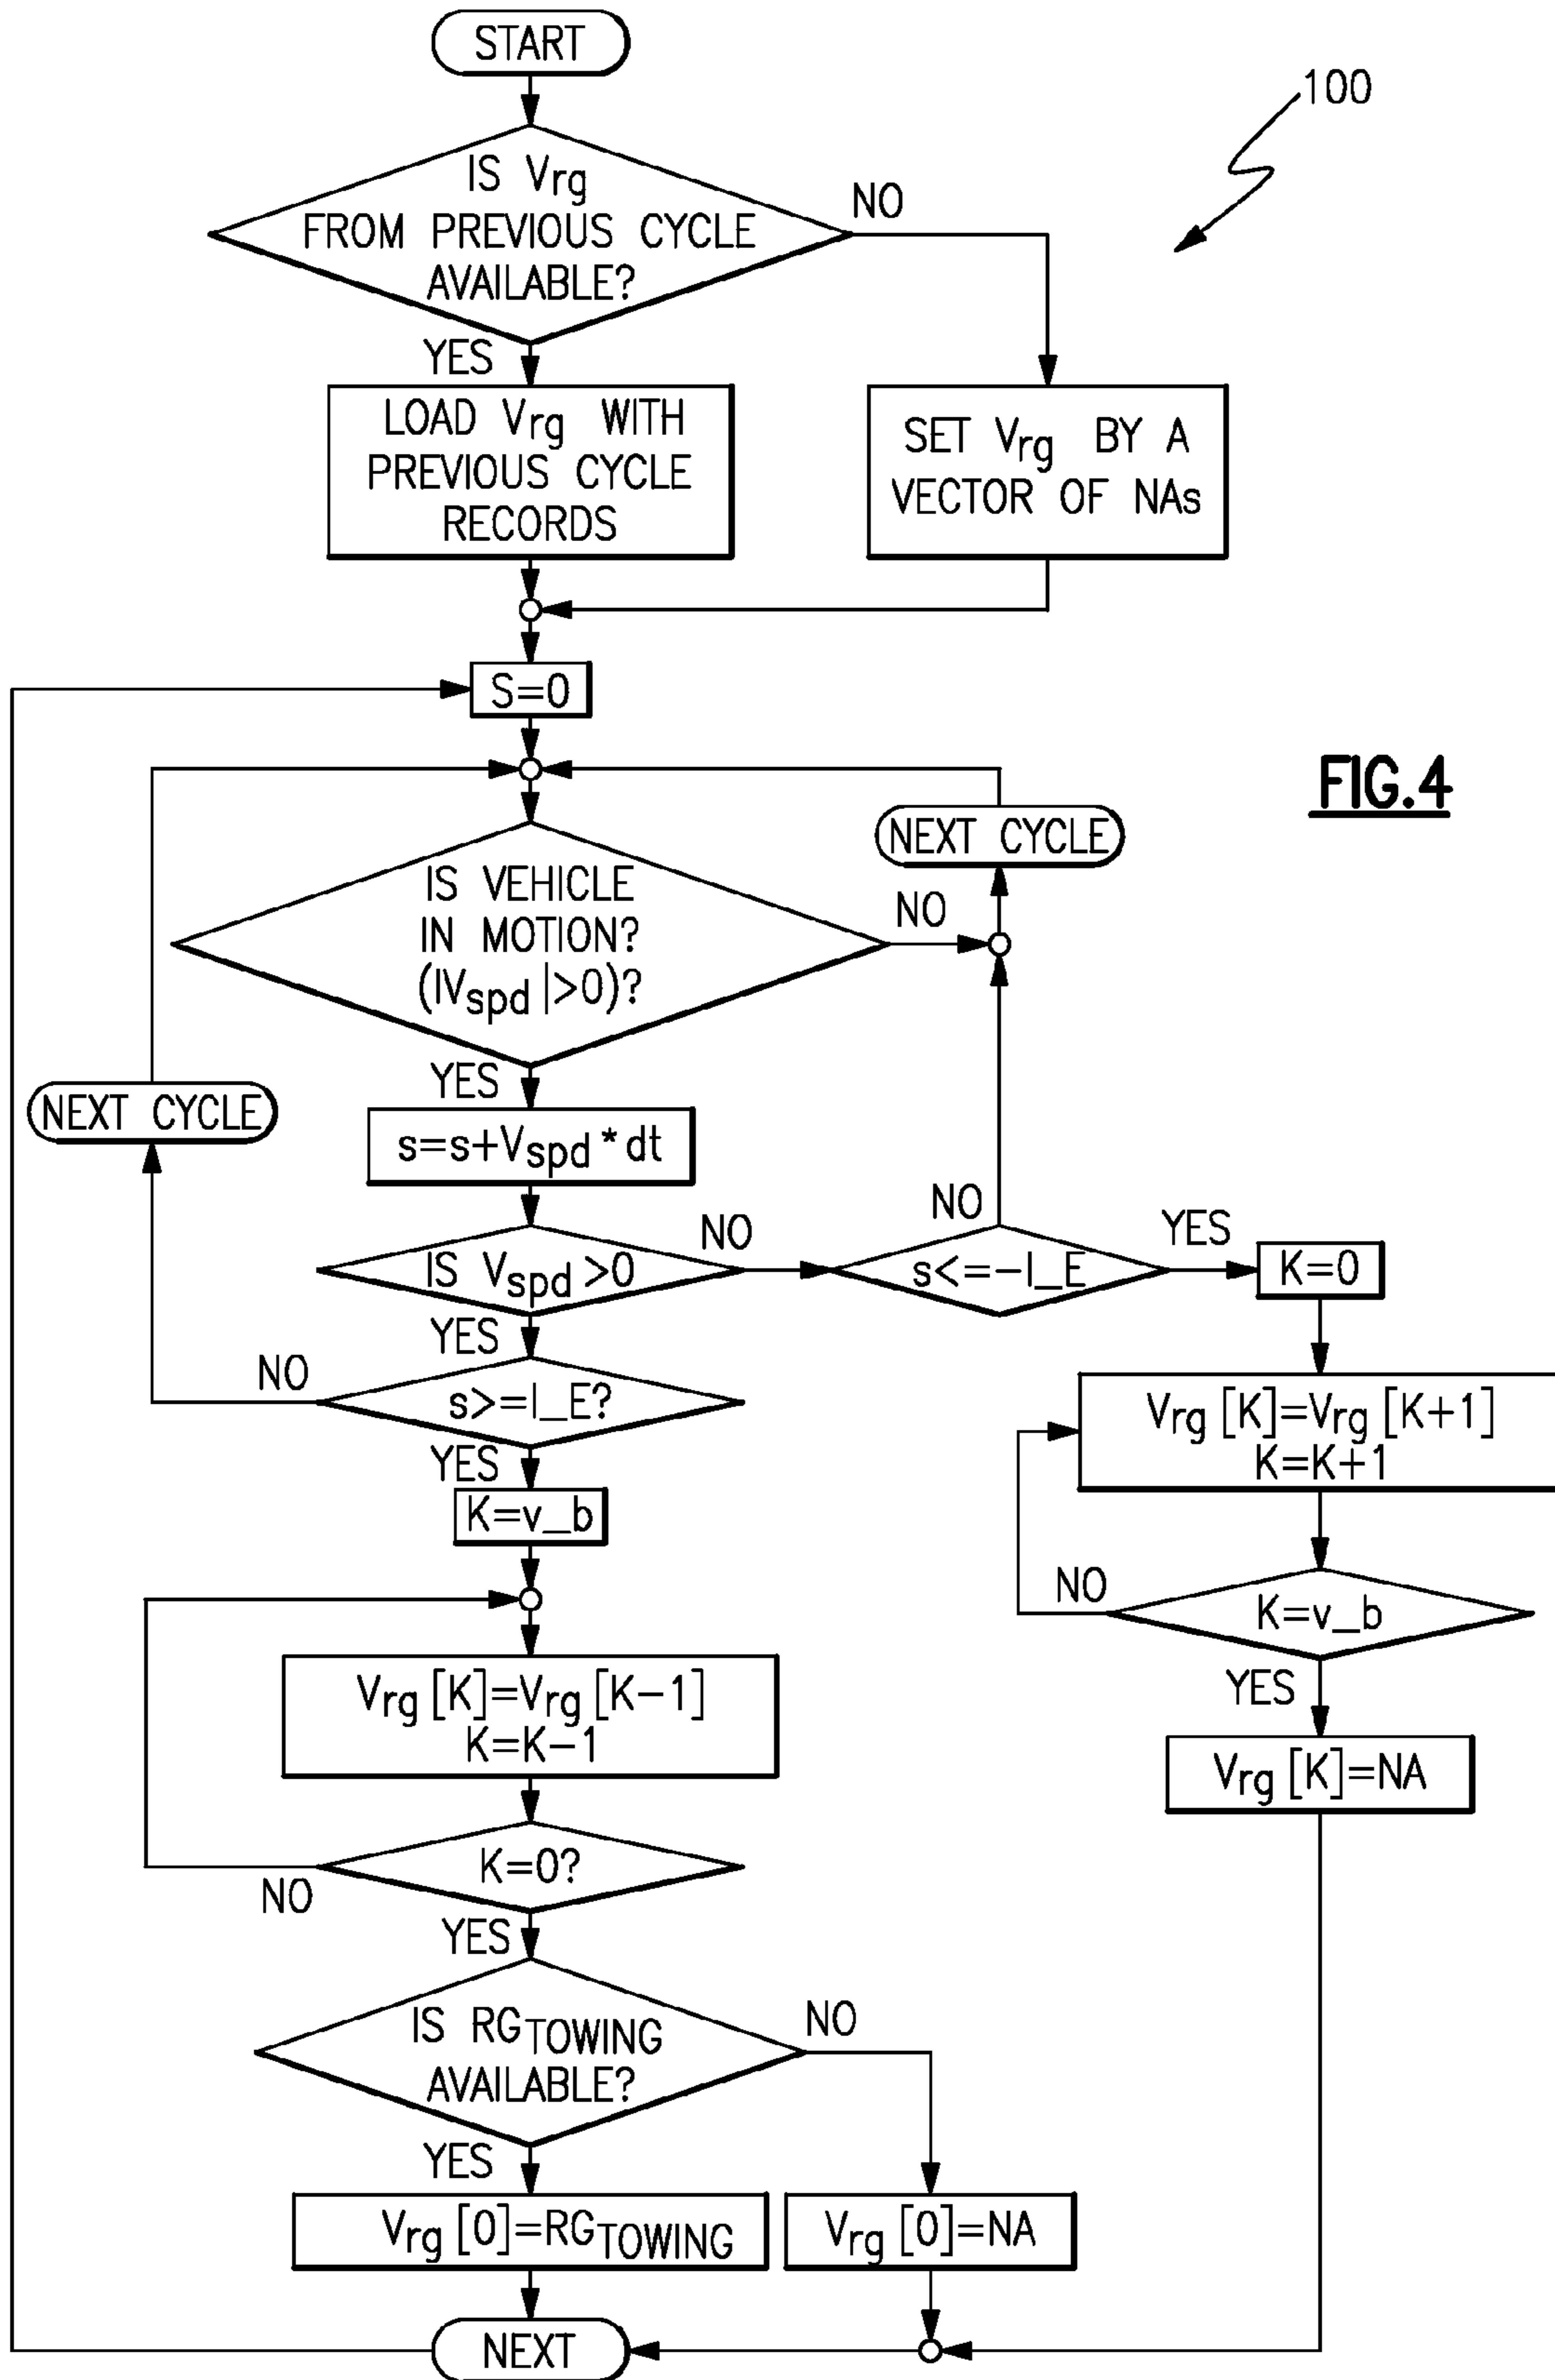 START
100
IS Vrg
FROM PREVIOUS CYCLE
AVAILABLE?
NO
YES
LOAD Vrg WITH
PREVIOUS CYCLE
RECORDS
SET Vrg BY A
VECTOR OF NAs
S=0
FIG.4
NEXT CYCLE
IS VEHICLE
IN MOTION?
(IVspd|>0)?
NO
YES
NEXT CYCLE
s=s+Vspd*dt
IS Vspd>0
NO
NO
s<=-l_E
YES
K=0
YES
s>=l_E?
NO
YES
K=v_b
Vrg[K]=Vrg[K+1]
K=K+1
NO
K=v_b
YES
Vrg[K]=NA
Vrg[K]=Vrg[K-1]
K=K-1
K=0?
NO
YES
IS RGTOWING
AVAILABLE?
NO
YES
Vrg[0]=RGTOWING
Vrg[0]=NA
NEXT